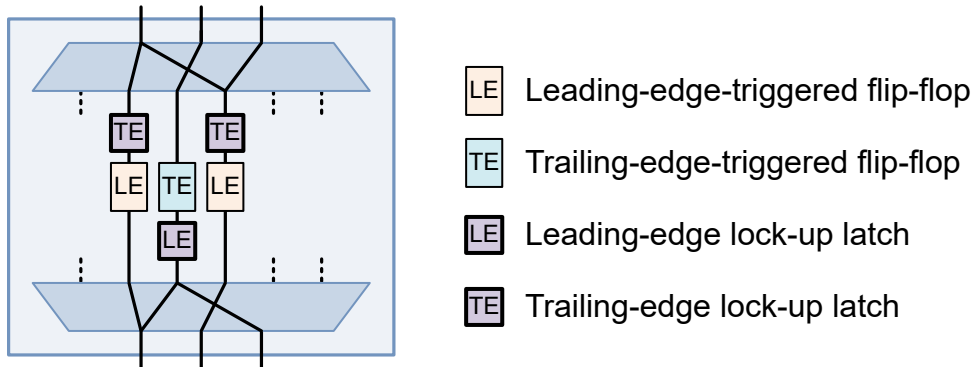 TE TE
LE TE LE
LE
LE Leading-edge-triggered flip-flop
TE Trailing-edge-triggered flip-flop
LE Leading-edge lock-up latch
TE Trailing-edge lock-up latch